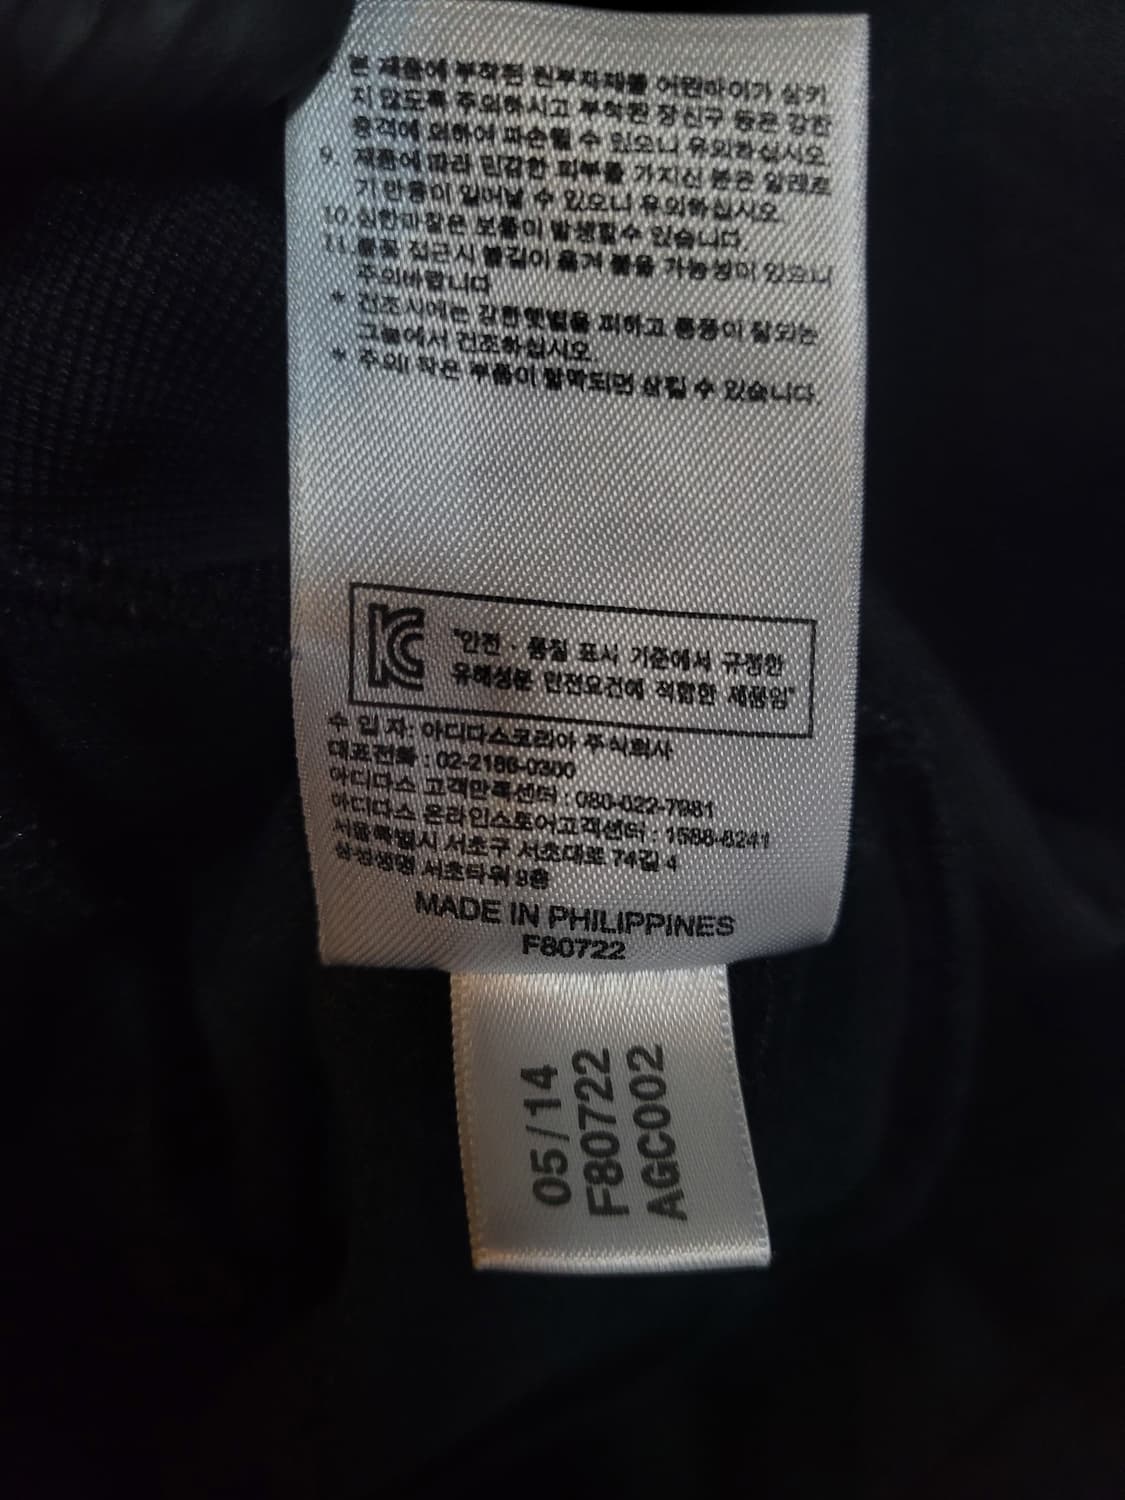 본 제품에 부착된 원부자재를 어린아이가 삼키
지 않도록 주의하시고 부착된 장신구 등은 강한
충격에 의하여 파손될 수 있으니 유의하십시오.
9. 제품에 따라 민감한 피부를 가지신 분은 알레르
기 반응이 일어날 수 있으니 유의하십시오.
10. 심한마찰은 보풀이 발생할수 있습니다.
11. 불꽃 접근시 불길이 옮겨 붙을 가능성이 있으니
주의바랍니다
* 건조시에는 강한햇볕을 피하고 통풍이 잘되는
그늘에서 건조하십시오.
* 주의! 작은 부품이 탈락되면 삼킬 수 있습니다.
"안전·품질 표시 기준에서 규정한
유해성분 안전요건에 적합한 제품임"
수 입 자: 아디다스코리아 주식회사
대표전화 : 02-2186-0300
아디다스 고객만족센터 : 080-022-7981
아디다스 온라인스토어고객센터 : 1588-8241
서울특별시 서초구 서초대로 74길 4
삼성생명 서초타워 9층
MADE IN PHILIPPINES
F80722
05/14
F80722
AGC002